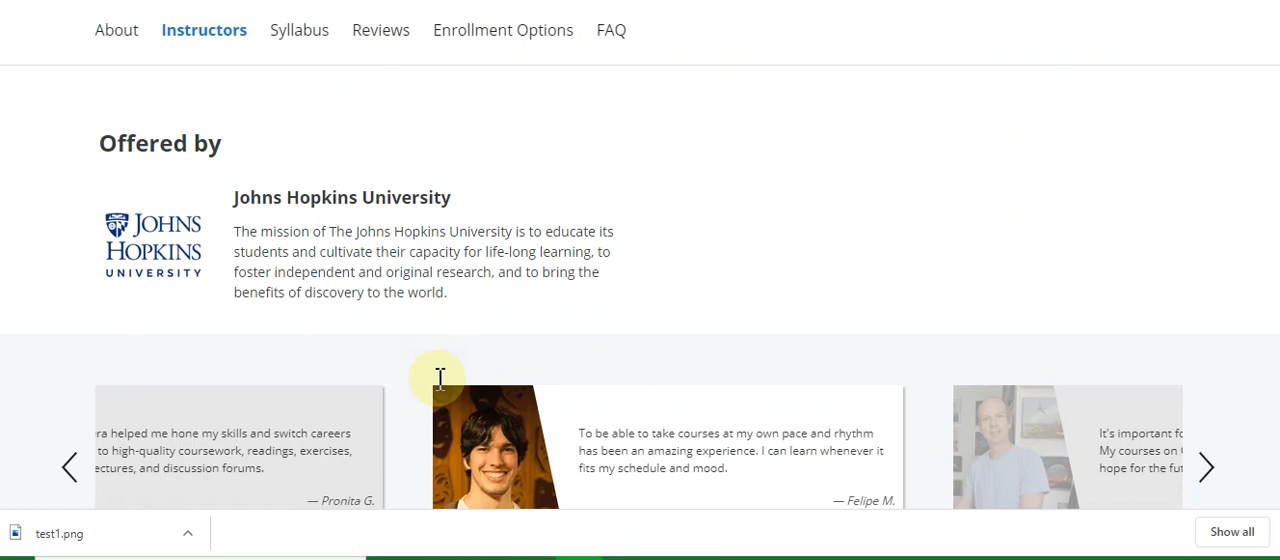 About Instructors Syllabus Reviews Enrollment Options FAQ
Offered by
JOHNS
HOPKINS
UNIVERSITY
Johns Hopkins University
The mission of The Johns Hopkins University is to educate its
students and cultivate their capacity for life-long learning, to
foster independent and original research, and to bring the
benefits of discovery to the world.
helped me hone my skills and switch careers
to high-quality coursework, readings, exercises,
and discussion forums.
— Pronita G.
To be able to take courses at my own pace and rhythm
has been an amazing experience. I can learn whenever it
fits my schedule and mood.
— Felipe M.
It's important
My courses on
hope for the
test1.png
Show all